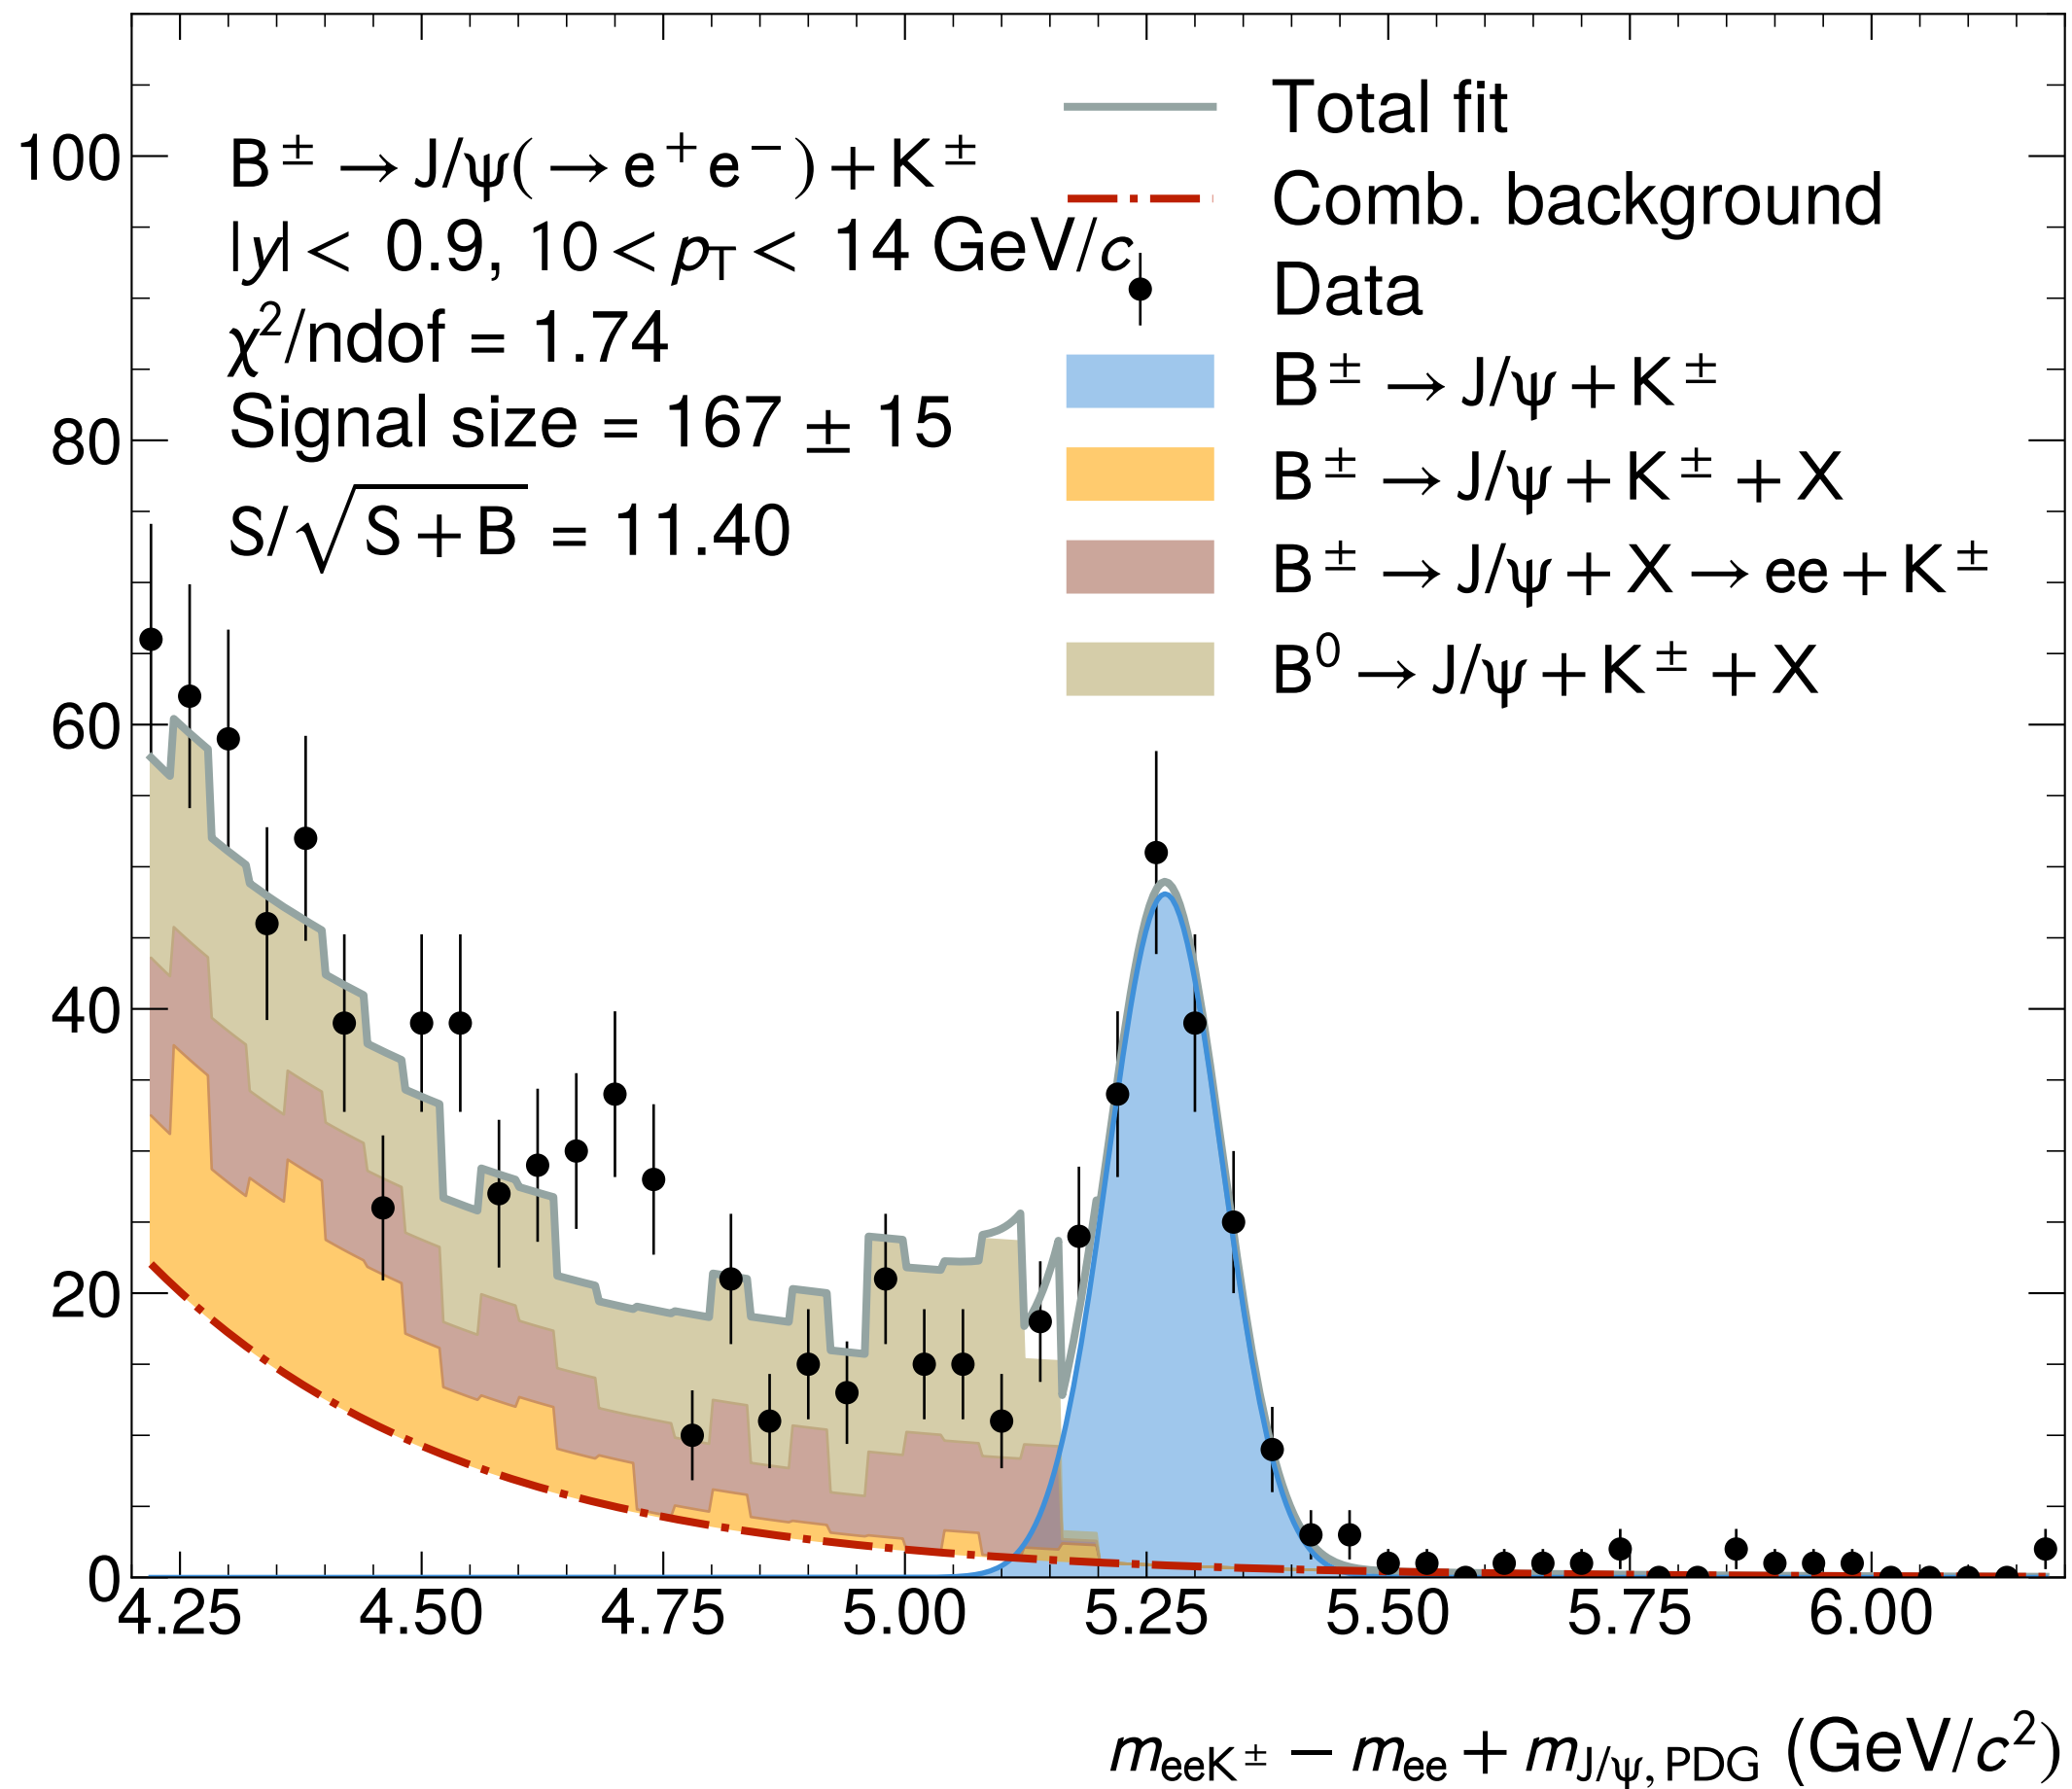 B± → J/ψ(→ e⁺e⁻) + K±
|y| < 0.9, 10 < pT < 14 GeV/c
χ²/ndof = 1.74
Signal size = 167 ± 15
S/√S + B = 11.40
Total fit
Comb. background
Data
B± → J/ψ + K±
B± → J/ψ + K± + X
B± → J/ψ + X → ee + K±
B⁰ → J/ψ + K± + X
100
80
60
40
20
0
4.25 4.50 4.75 5.00 5.25 5.50 5.75 6.00
meeK± − mee + mJ/ψ, PDG (GeV/c²)